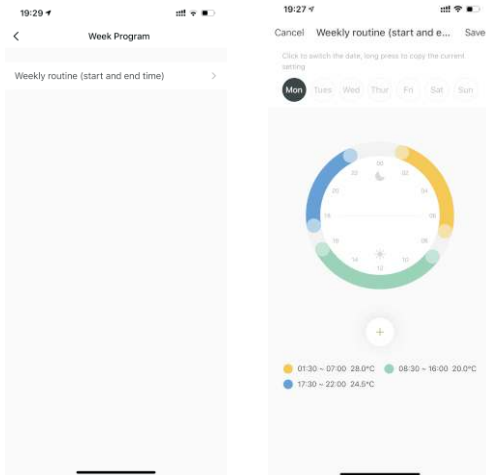 19:29
Week Program
Weekly routine (start and end time)
19:27
Cancel Weekly routine (start and e... Save
Click to switch the date, long press to copy the current
setting
Mon Tues Wed Thur Fri Sat Sun
00
22 02
20 04
18 06
16 08
14 10
12
+
01:30 ~ 07:00 28.0°C 08:30 ~ 16:00 20.0°C
17:30 ~ 22:00 24.5°C